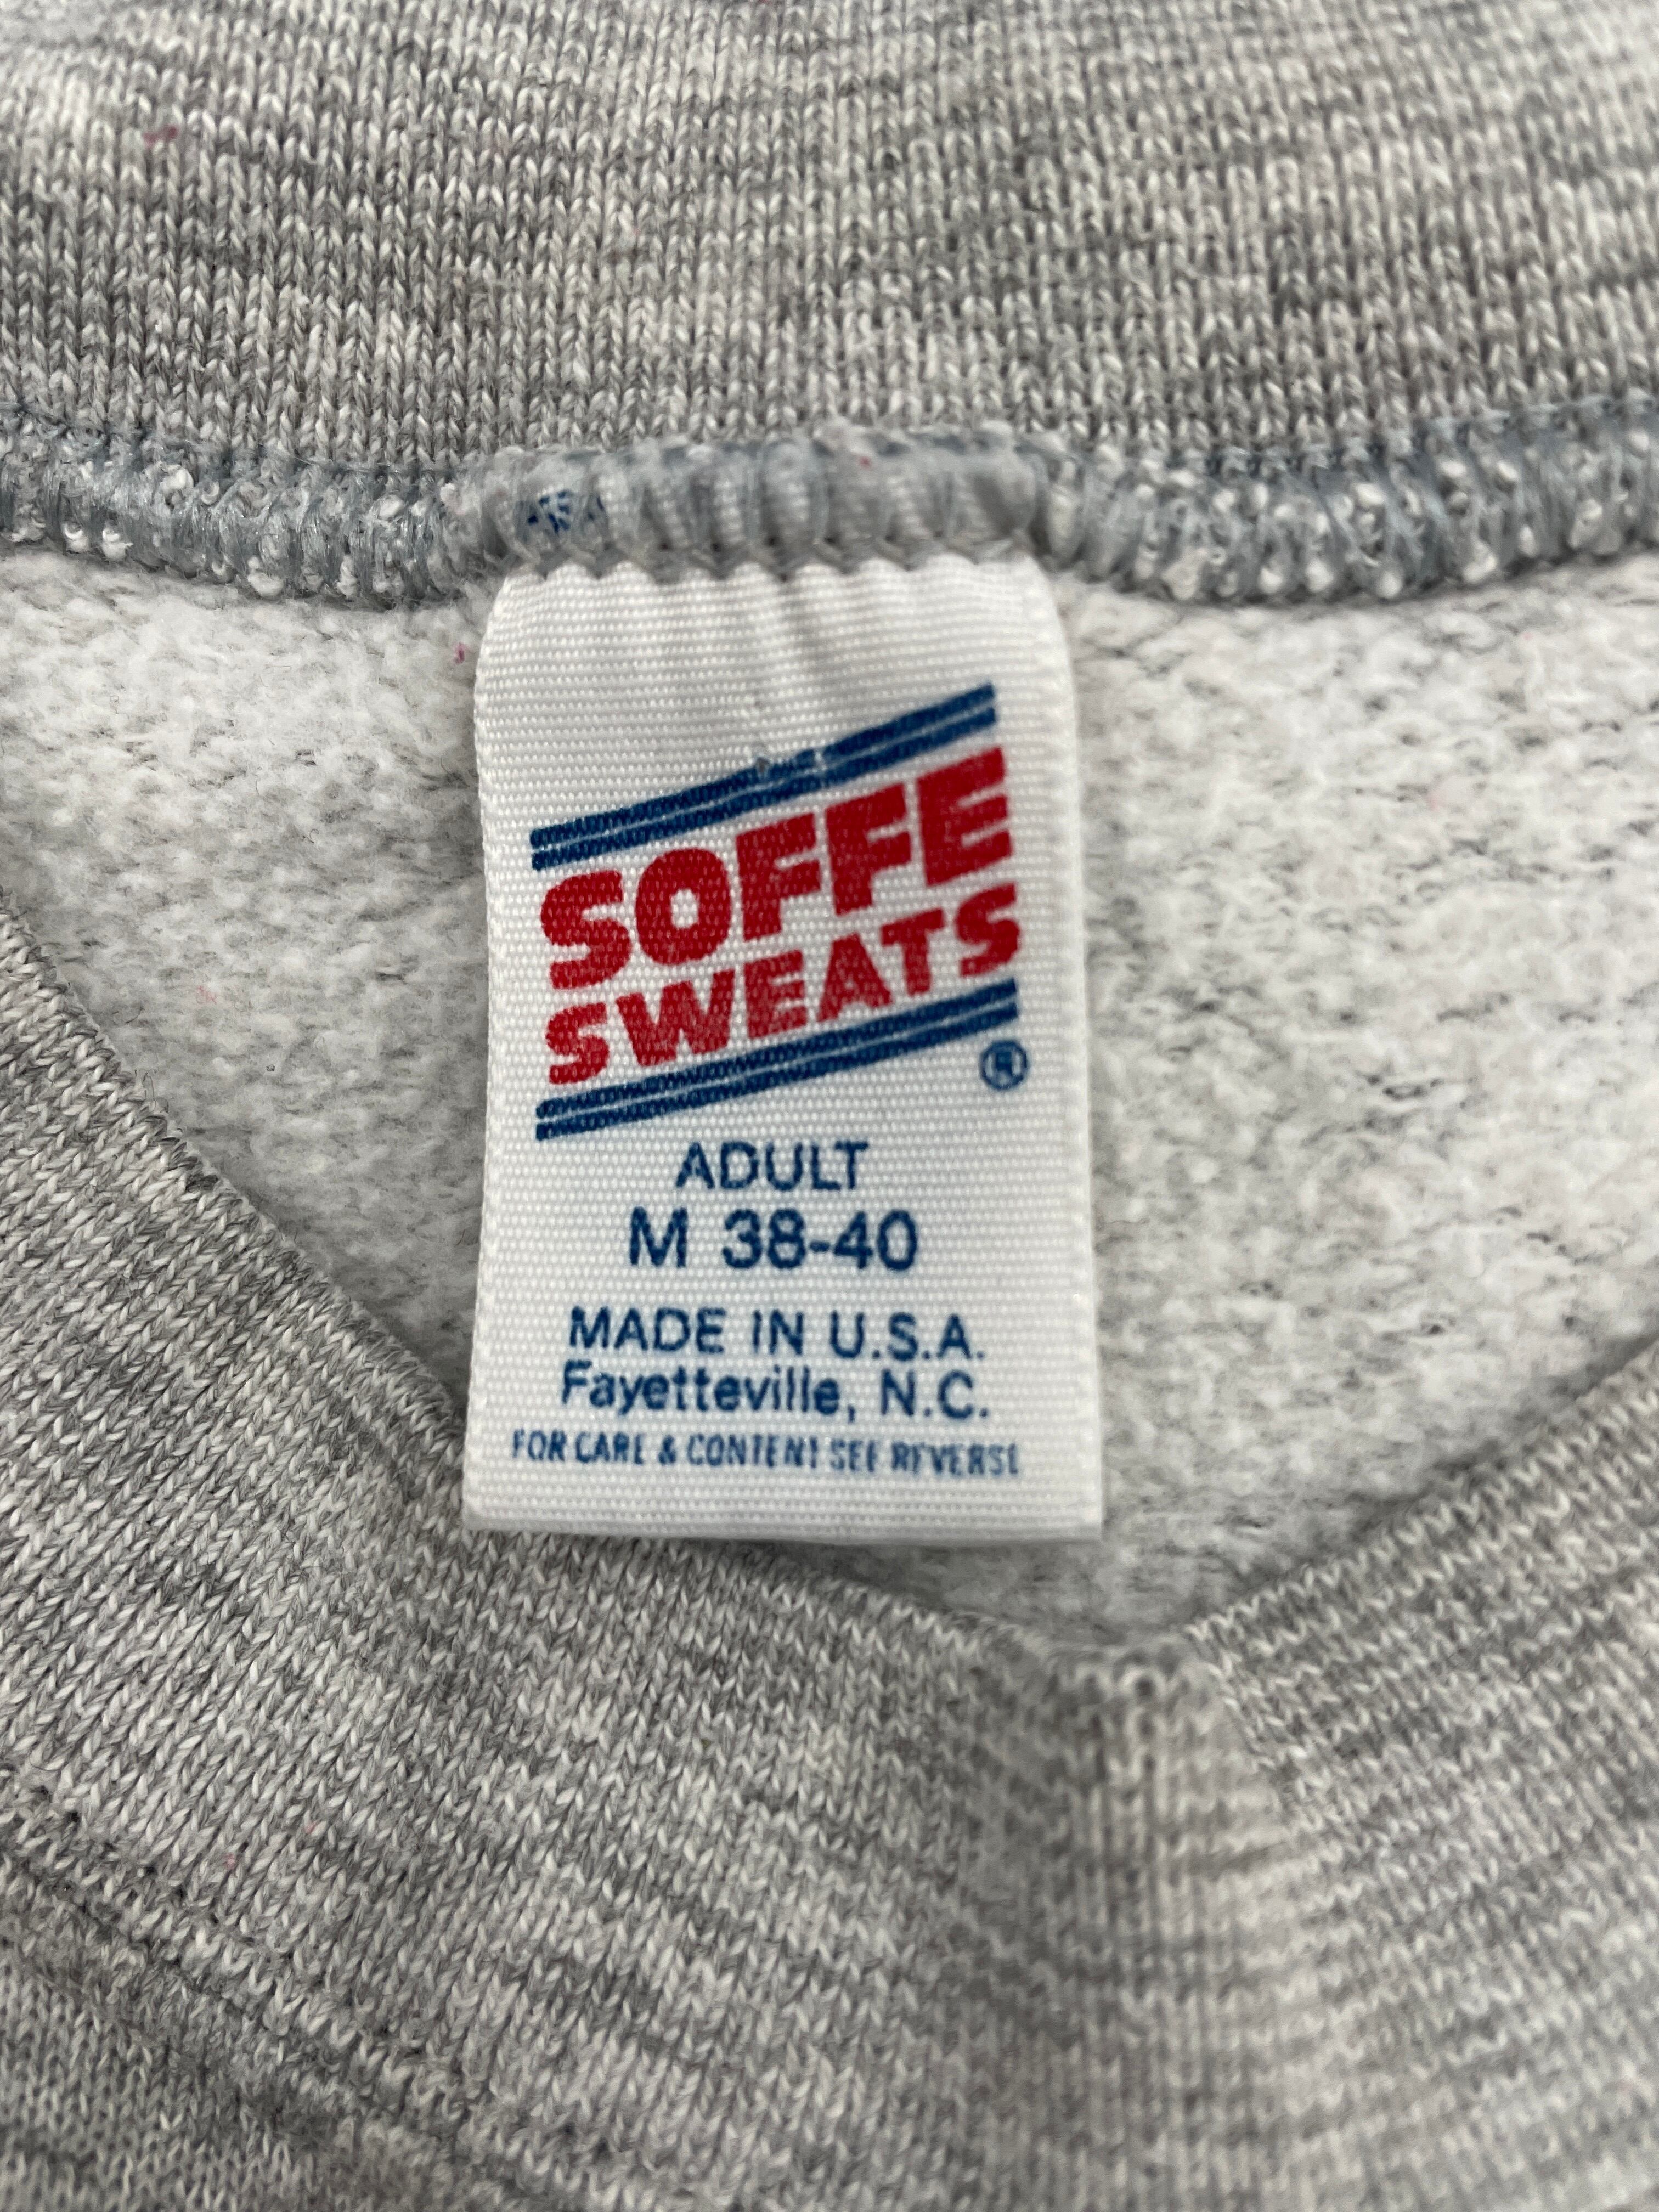 SOFFE
SWEATS
®
ADULT
M 38-40
MADE IN U.S.A.
Fayetteville, N.C.
FOR CARE & CONTENT SEE REVERSE